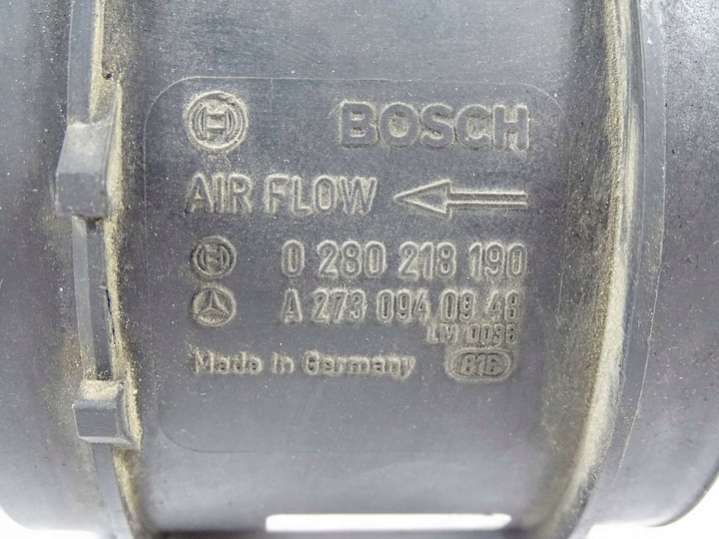 BOSCH
AIR FLOW
0 280 218 190
A 273 094 09 48
Made in Germany